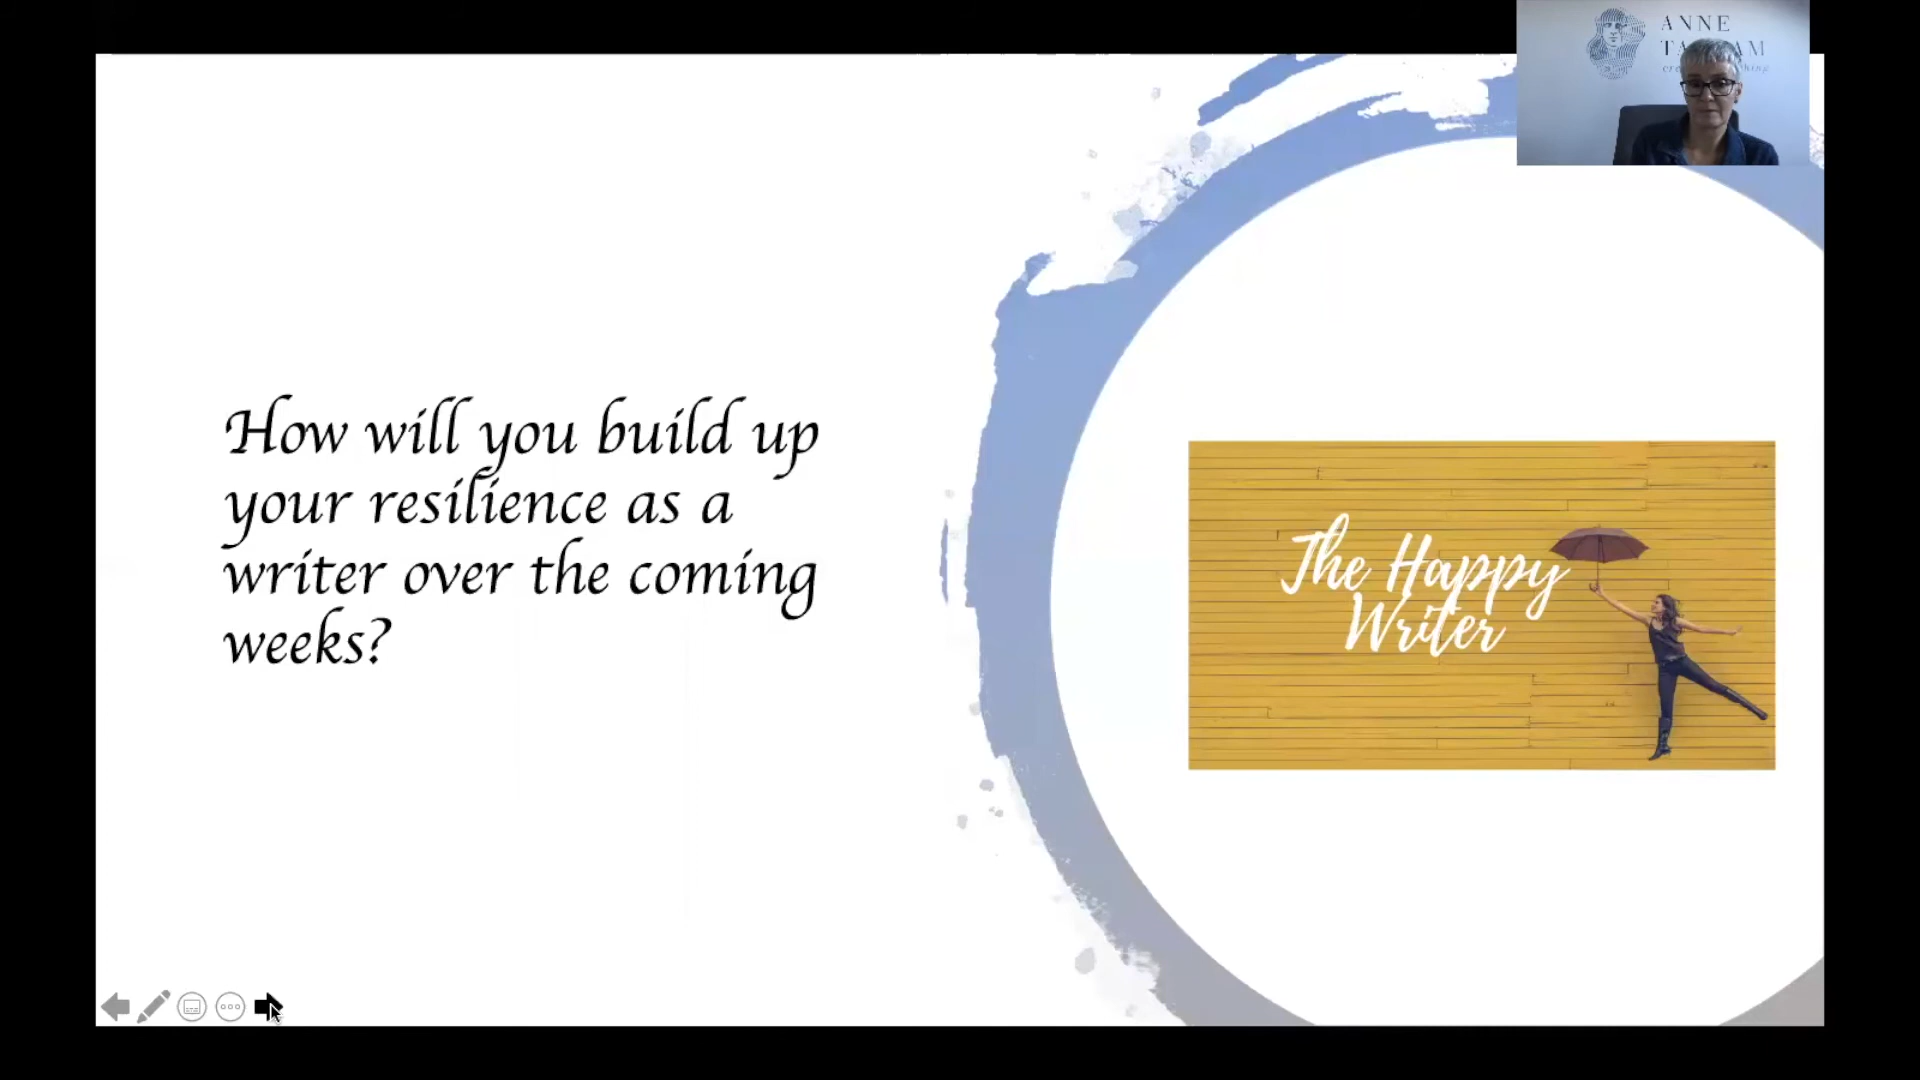 ANNE
How will you build up
your resilience as a
writer over the coming
weeks?
The Happy
Writer